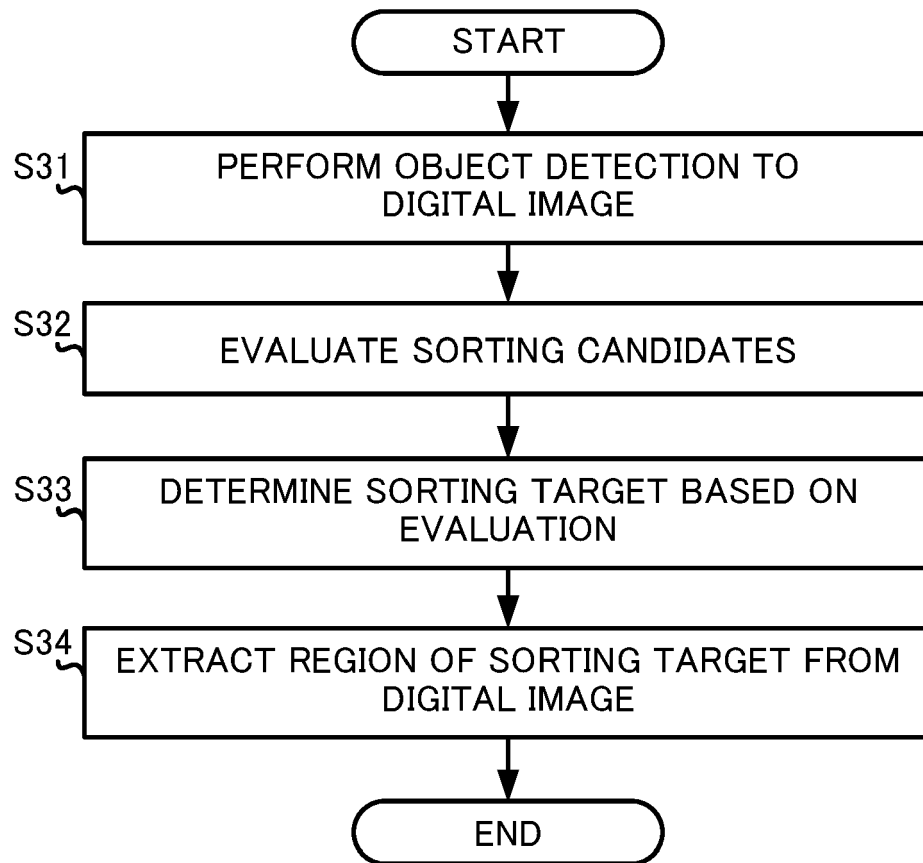 START
S31
PERFORM OBJECT DETECTION TO
DIGITAL IMAGE
S32
EVALUATE SORTING CANDIDATES
S33
DETERMINE SORTING TARGET BASED ON
EVALUATION
S34
EXTRACT REGION OF SORTING TARGET FROM
DIGITAL IMAGE
END